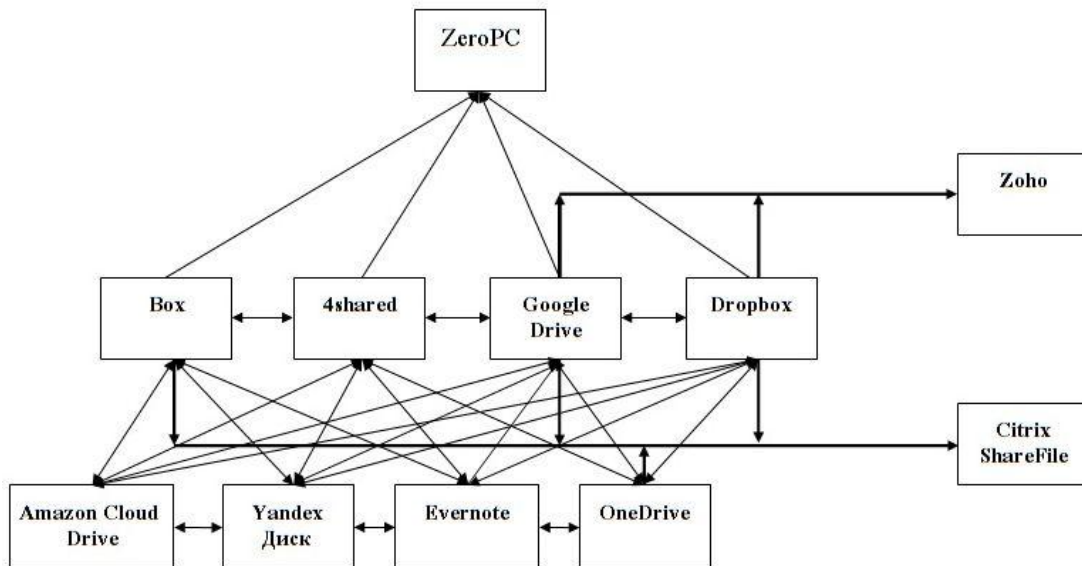 ZeroPC
Zoho
Box
4shared
Google
Drive
Dropbox
Citrix
ShareFile
Amazon Cloud
Drive
Yandex
Диск
Evernote
OneDrive